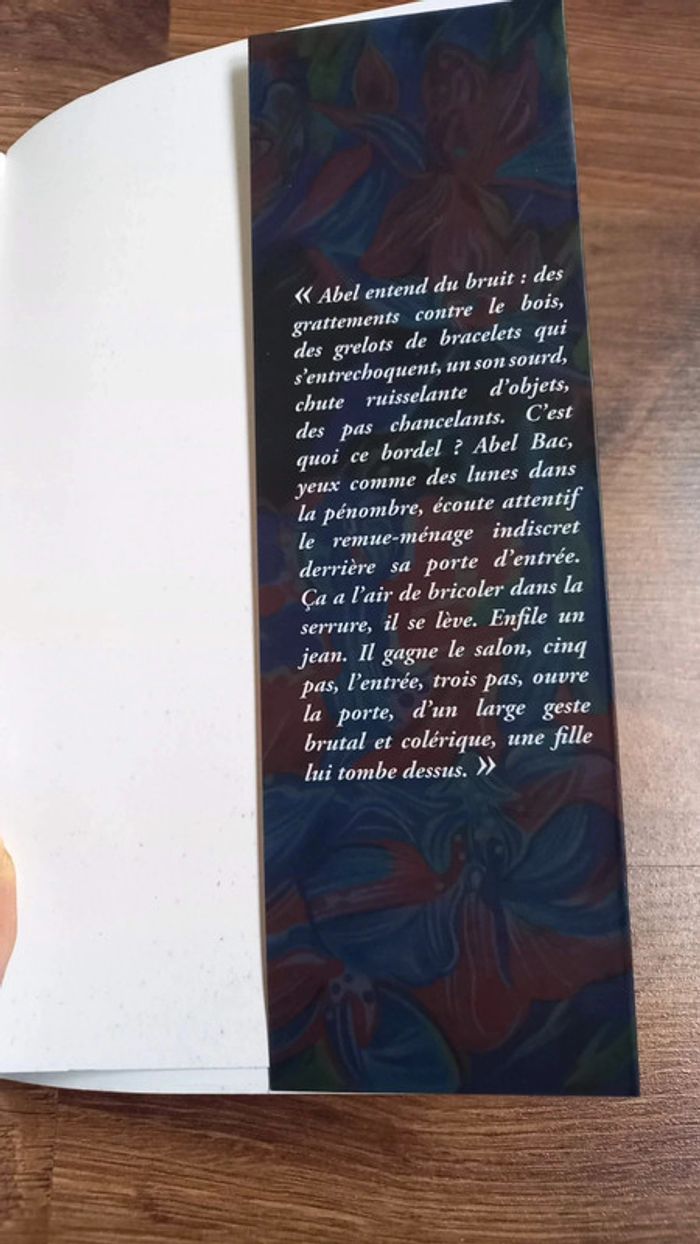 « Abel entend du bruit : des
grattements contre le bois,
des grelots de bracelets qui
s'entrechoquent, un son sourd,
chute ruisselante d'objets,
des pas chancelants. C'est
quoi ce bordel ? Abel Bac,
yeux comme des lunes dans
la pénombre, écoute attentif
le remue-ménage indiscret
derrière sa porte d'entrée.
Ça a l'air de bricoler dans la
serrure, il se lève. Enfile un
jean. Il gagne le salon, cinq
pas, l'entrée, trois pas, ouvre
la porte, d'un large geste
brutal et colérique, une fille
lui tombe dessus. »